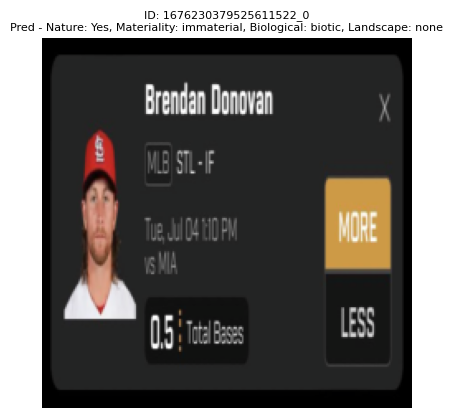 ID: 1676230379525611522_0
Pred - Nature: Yes, Materiality: immaterial, Biological: biotic, Landscape: none
Brendan Donovan
X
MLB STL - IF
Tue, Jul 04 1:10 PM
vs MIA
MORE
0.5 Total Bases
LESS